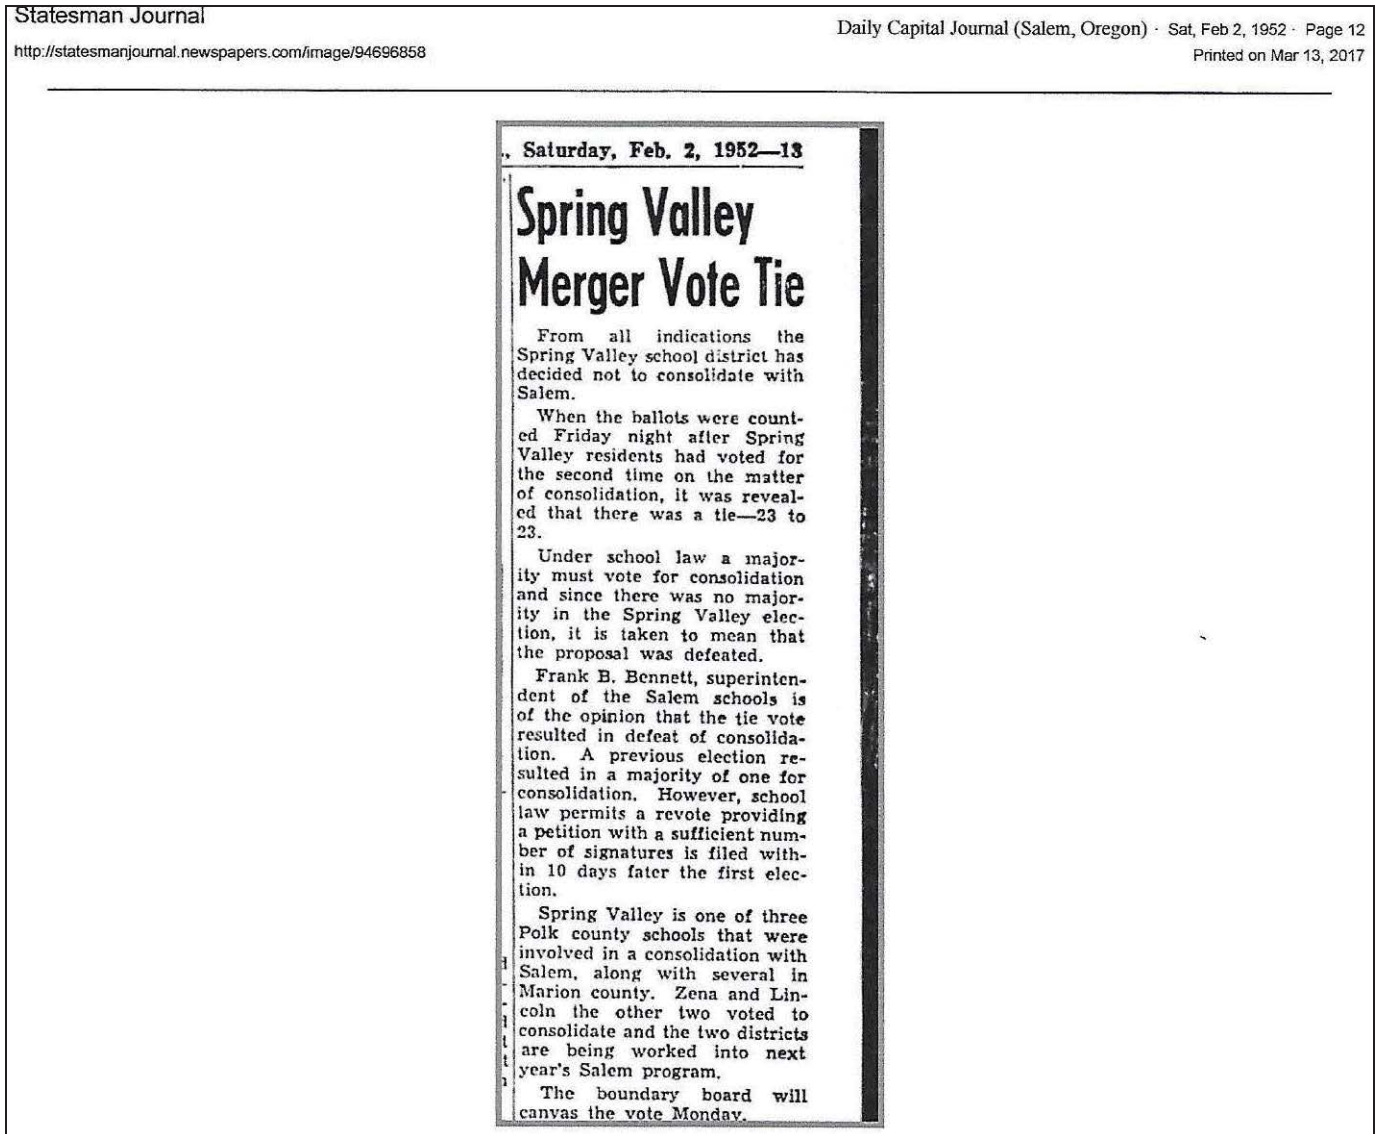 Statesman Journal
http://statesmanjournal.newspapers.com/image/94696858
Daily Capital Journal (Salem, Oregon) · Sat, Feb 2, 1952 · Page 12
Printed on Mar 13, 2017
., Saturday, Feb. 2, 1952—13
Spring Valley
Merger Vote Tie
From all indications the
Spring Valley school district has
decided not to consolidate with
Salem.
When the ballots were count-
ed Friday night after Spring
Valley residents had voted for
the second time on the matter
of consolidation, it was reveal-
ed that there was a tie—23 to
23.
Under school law a major-
ity must vote for consolidation
and since there was no major-
ity in the Spring Valley elec-
tion, it is taken to mean that
the proposal was defeated.
Frank B. Bennett, superinten-
dent of the Salem schools is
of the opinion that the tie vote
resulted in defeat of consolida-
tion. A previous election re-
sulted in a majority of one for
consolidation. However, school
law permits a revote providing
a petition with a sufficient num-
ber of signatures is filed with-
in 10 days fater the first elec-
tion.
Spring Valley is one of three
Polk county schools that were
involved in a consolidation with
Salem, along with several in
Marion county. Zena and Lin-
coln the other two voted to
consolidate and the two districts
are being worked into next
year's Salem program.
The boundary board will
canvas the vote Monday.